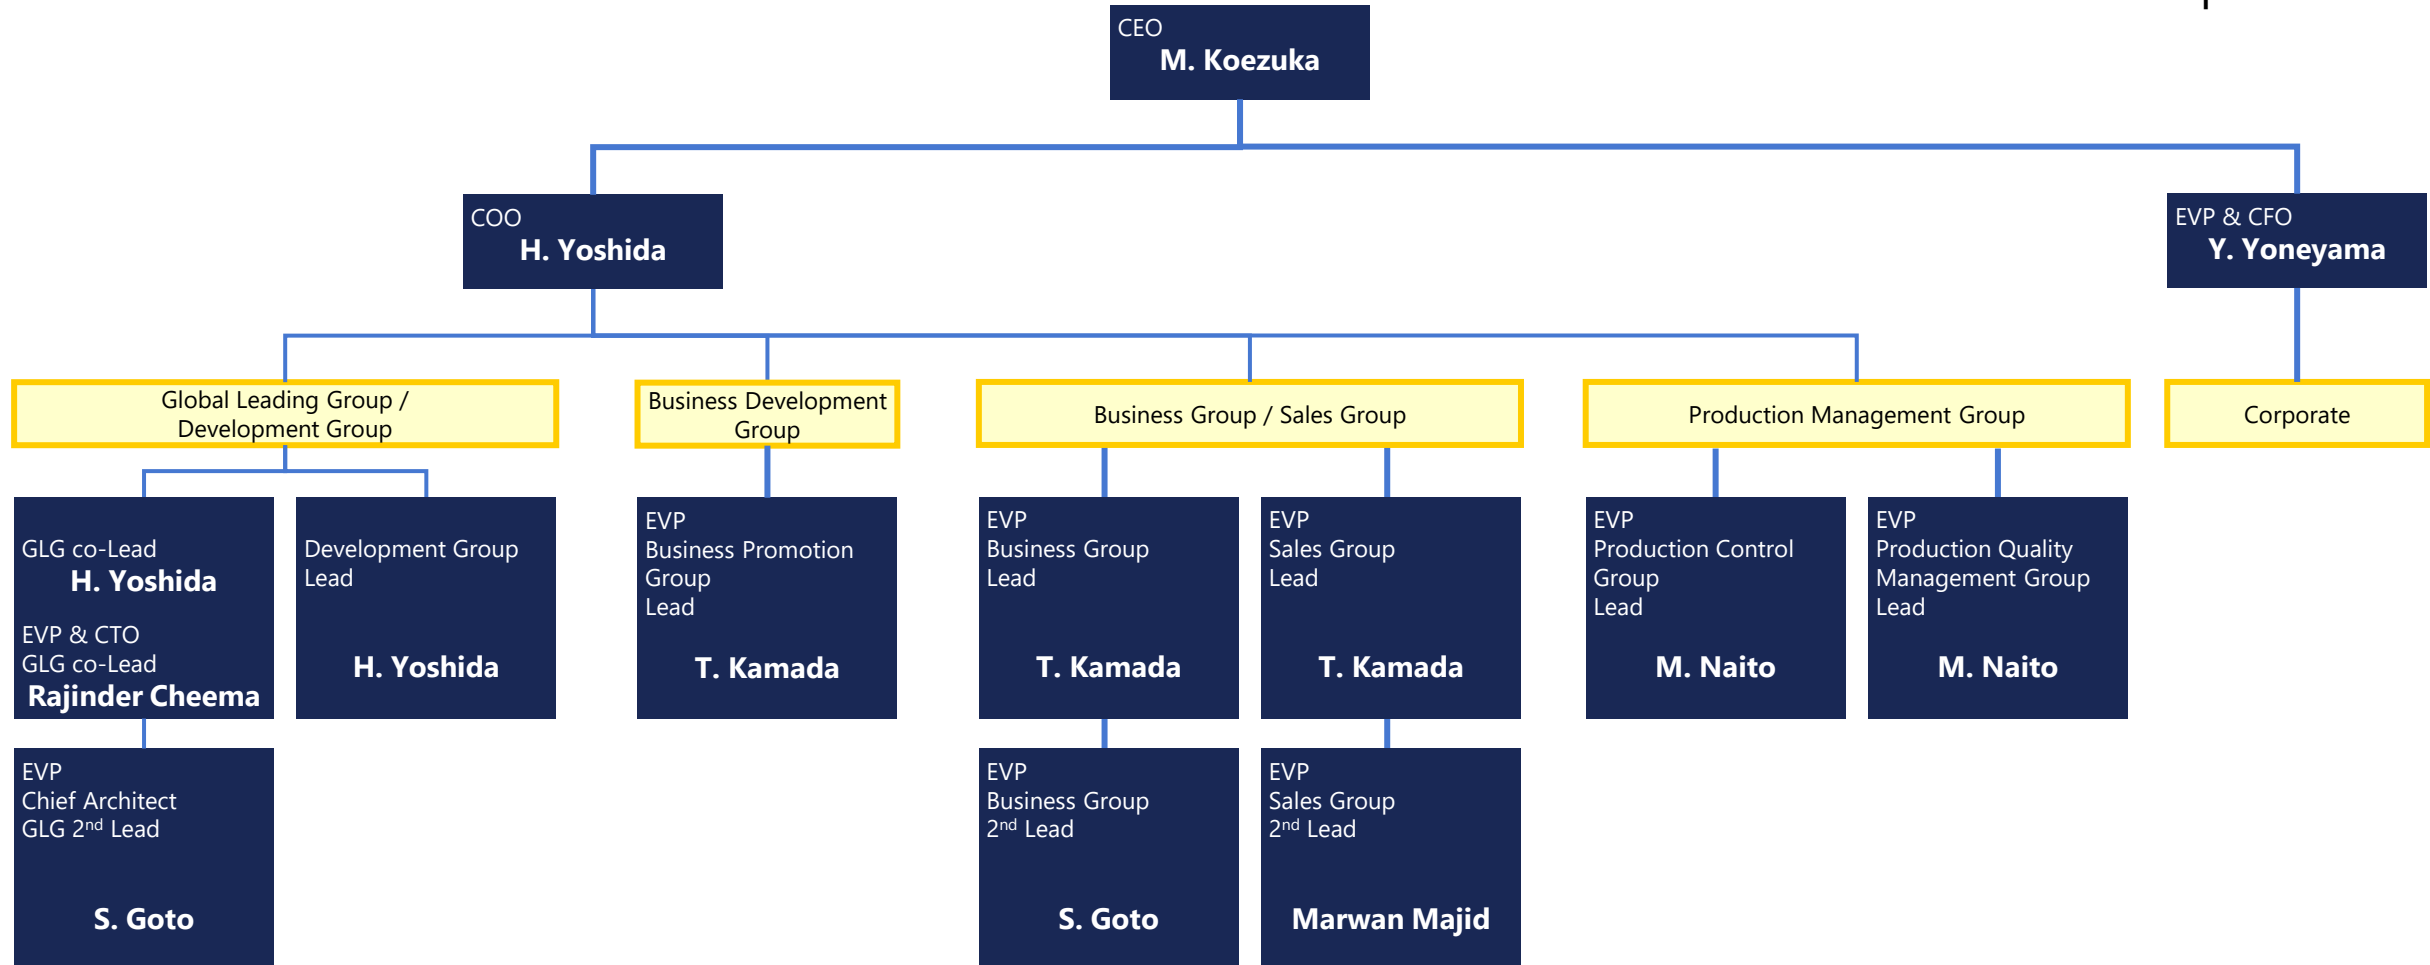 CEO
M. Koezuka
COO
H. Yoshida
EVP & CFO
Y. Yoneyama
Global Leading Group /
Development Group
Business Development
Group
Business Group / Sales Group
Production Management Group
Corporate
GLG co-Lead
H. Yoshida
EVP & CTO
GLG co-Lead
Rajinder Cheema
Development Group
Lead
H. Yoshida
EVP
Business Promotion
Group
Lead
T. Kamada
EVP
Business Group
Lead
T. Kamada
EVP
Sales Group
Lead
T. Kamada
EVP
Production Control
Group
Lead
M. Naito
EVP
Production Quality
Management Group
Lead
M. Naito
EVP
Chief Architect
GLG 2nd Lead
S. Goto
EVP
Business Group
2nd Lead
S. Goto
EVP
Sales Group
2nd Lead
Marwan Majid